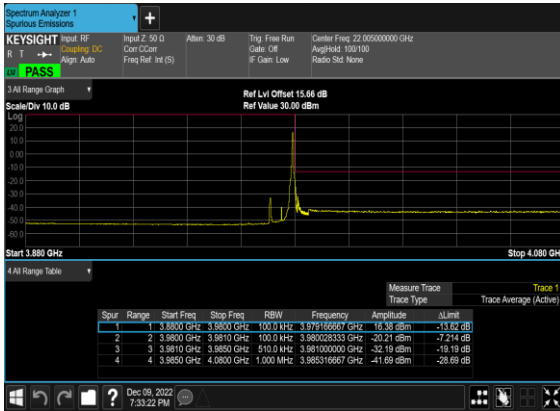 Spectrum Analyzer 1
Spurious Emissions
KEYSIGHT Input: RF Input Z: 50 Ω Atten: 30 dB Trig: Free Run Center Freq: 22.005000000 GHz
R T Coupling: DC Corr CCorr Gate: Off Avg|Hold: 100/100
Align: Auto Freq Ref: Int (S) IF Gain: Low Radio Std: None
PASS
3 All Range Graph
Ref Lvl Offset 15.66 dB
Scale/Div 10.0 dB Ref Value 30.00 dBm
Log
20.0
10.0
0.00
-10.0
-20.0
-30.0
-40.0
-50.0
-60.0
Start 3.880 GHz Stop 4.080 GH
4 All Range Table
Measure Trace Trace 1
Trace Type Trace Average (Active)
Spur Range Start Freq Stop Freq RBW Frequency Amplitude ΔLimit
1 1 3.8800 GHz 3.9800 GHz 100.0 kHz 3.979166667 GHz 16.38 dBm -13.62 dB
2 2 3.9800 GHz 3.9810 GHz 100.0 kHz 3.980028333 GHz -20.21 dBm -7.214 dB
3 3 3.9810 GHz 3.9850 GHz 510.0 kHz 3.981000000 GHz -32.19 dBm -19.19 dB
4 4 3.9850 GHz 4.0800 GHz 1.000 MHz 3.985316667 GHz -41.69 dBm -28.69 dB
? Dec 09, 2022
7:33:22 PM